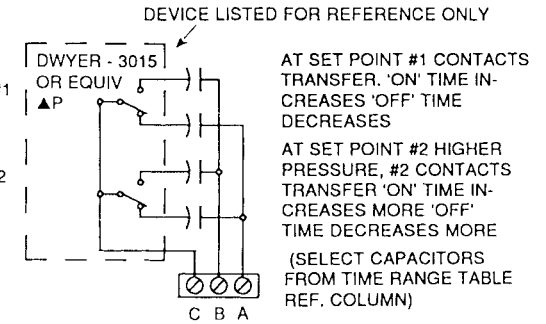 DEVICE LISTED FOR REFERENCE ONLY
DWYER - 3015
OR EQUIV
▲P
#1
2
AT SET POINT #1 CONTACTS
TRANSFER. 'ON' TIME IN-
CREASES 'OFF' TIME
DECREASES
AT SET POINT #2 HIGHER
PRESSURE, #2 CONTACTS
TRANSFER 'ON' TIME IN-
CREASES MORE 'OFF'
TIME DECREASES MORE
(SELECT CAPACITORS
FROM TIME RANGE TABLE
REF. COLUMN)
C B A